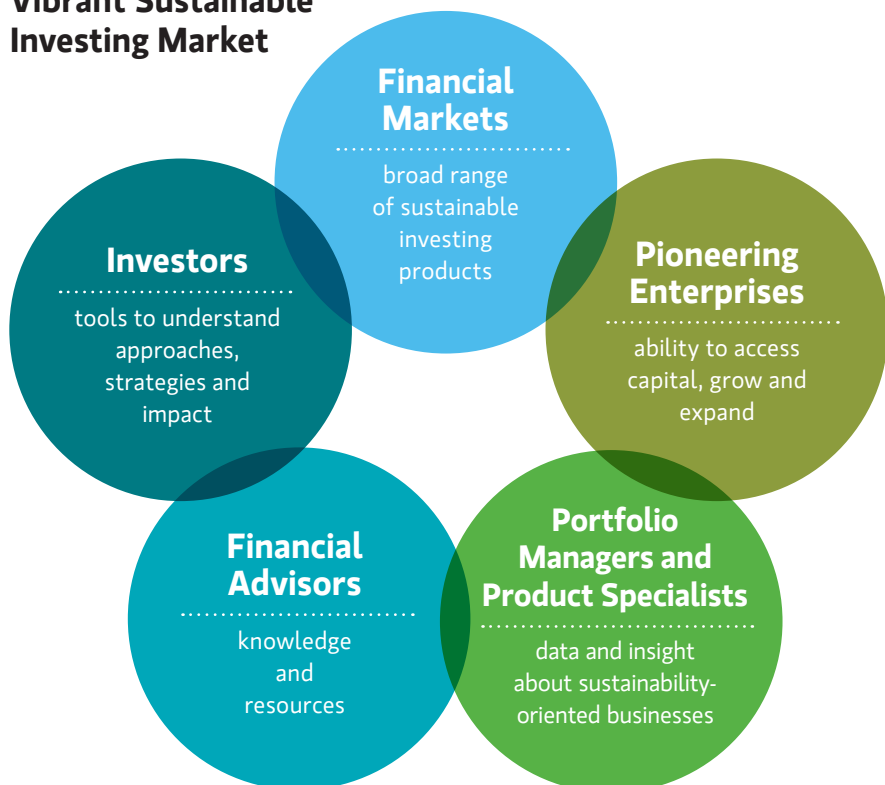 Vibrant Sustainable
Investing Market
Financial
Markets
broad range
of sustainable
investing
products
Investors
tools to understand
approaches,
strategies and
impact
Pioneering
Enterprises
ability to access
capital, grow and
expand
Financial
Advisors
knowledge
and
resources
Portfolio
Managers and
Product Specialists
data and insight
about sustainability-
oriented businesses